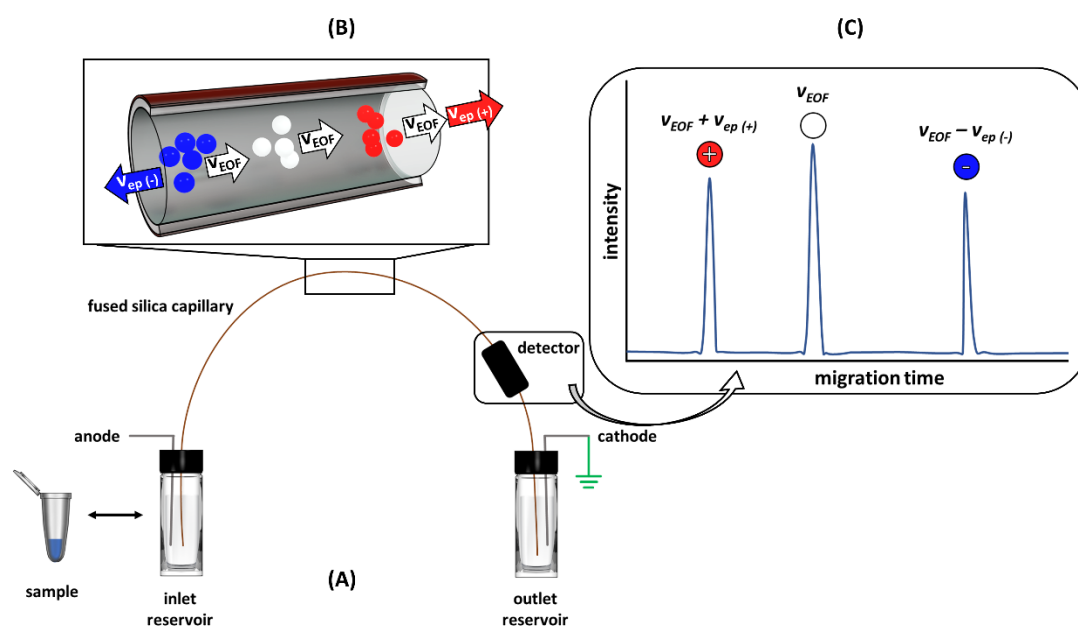 (B)
(C)
V_ep (-)
V_EOF
V_EOF
V_EOF
V_ep (+)
intensity
v_EOF + v_ep (+)
v_EOF
v_EOF – v_ep (-)
+
-
migration time
fused silica capillary
detector
anode
cathode
sample
inlet
reservoir
(A)
outlet
reservoir